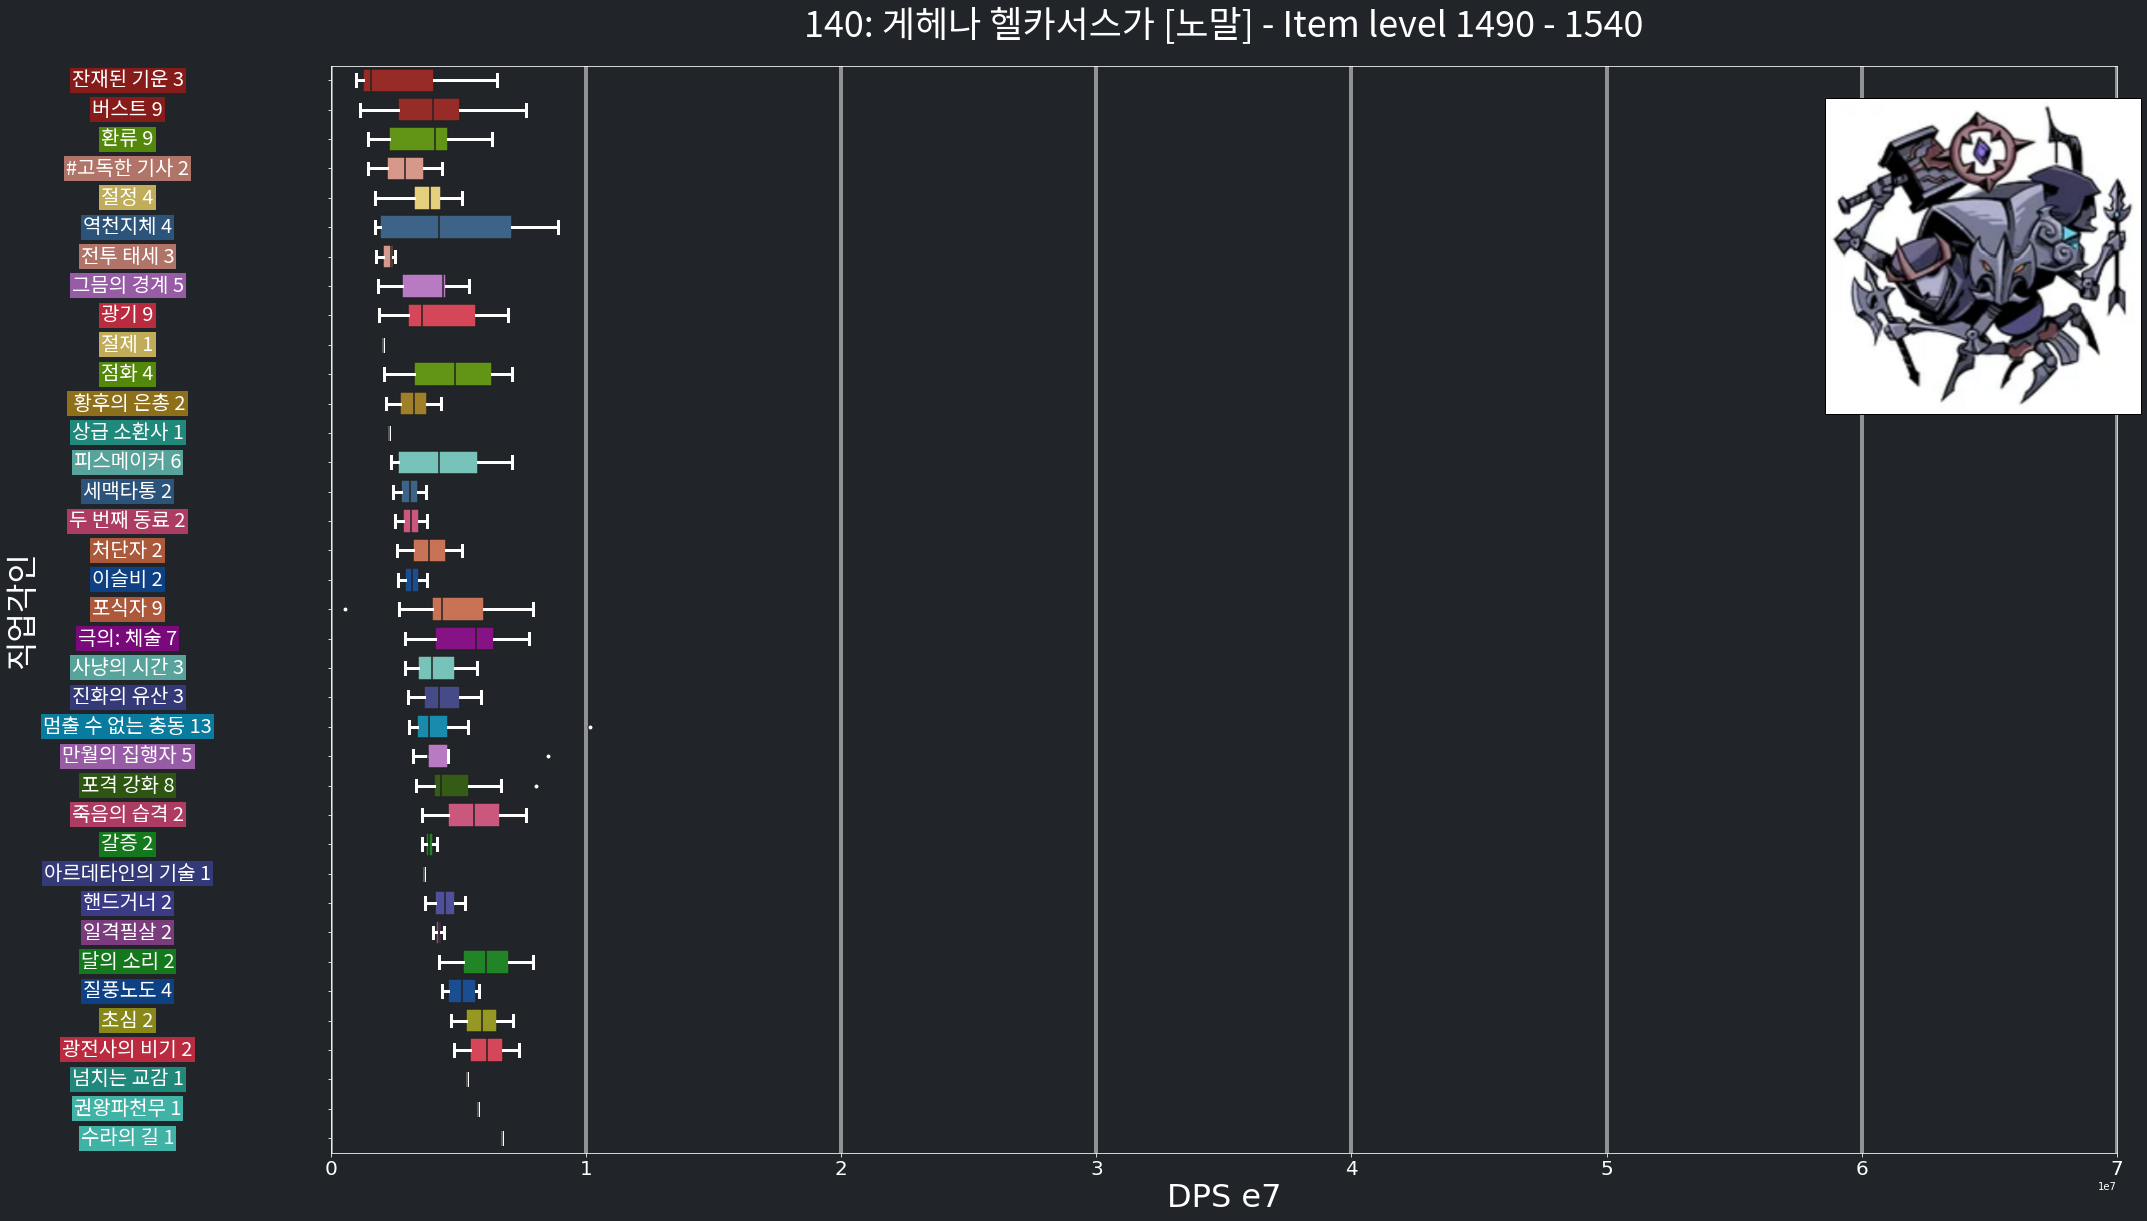 140: 게헤나 헬카서스가 [노말] - Item level 1490 - 1540
잔재된 기운 3
버스트 9
환류 9
#고독한 기사 2
절정 4
역천지체 4
전투 태세 3
그믐의 경계 5
광기 9
절제 1
점화 4
황후의 은총 2
상급 소환사 1
피스메이커 6
세맥타통 2
두 번째 동료 2
처단자 2
이슬비 2
포식자 9
극의: 체술 7
사냥의 시간 3
진화의 유산 3
멈출 수 없는 충동 13
만월의 집행자 5
포격 강화 8
죽음의 습격 2
갈증 2
아르데타인의 기술 1
핸드거너 2
일격필살 2
달의 소리 2
질풍노도 4
초심 2
광전사의 비기 2
넘치는 교감 1
권왕파천무 1
수라의 길 1
직업각인
0 1 2 3 4 5 6 7
1e7
DPS e7